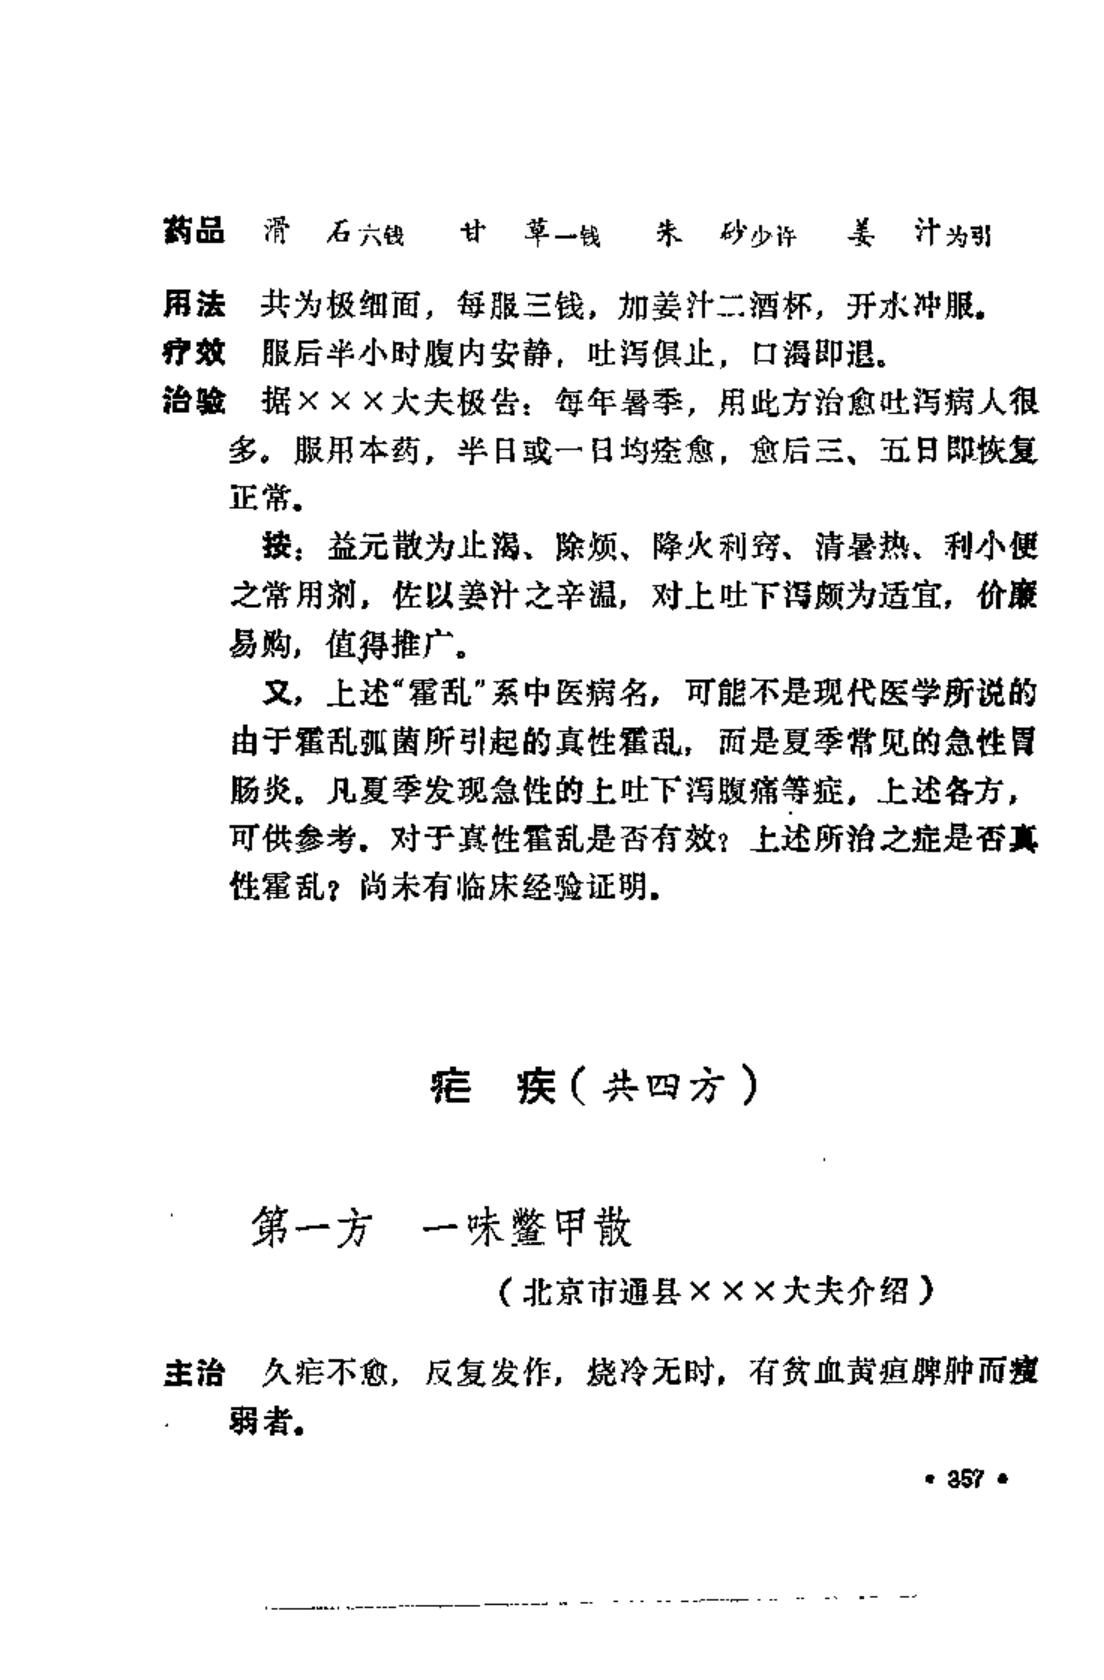 药品 滑 石六钱 甘 草一钱 朱 砂少许 姜 汁为引
用法 共为极细面，每服三钱，加姜汁二酒杯，开水冲服。
疗效 服后半小时腹内安静，吐泻俱止，口渴即退。
治验 据×××大夫极告：每年暑季，用此方治愈吐泻病人很
多。服用本药，半日或一日均痊愈，愈后三、五日即恢复
正常。
按：益元散为止渴、除烦、降火利窍、清暑热、利小便
之常用剂，佐以姜汁之辛温，对上吐下泻颇为适宜，价廉
易购，值得推广。
又，上述“霍乱”系中医病名，可能不是现代医学所说的
由于霍乱弧菌所引起的真性霍乱，而是夏季常见的急性胃
肠炎。凡夏季发现急性的上吐下泻腹痛等症，上述各方，
可供参考。对于真性霍乱是否有效？上述所治之症是否真
性霍乱？尚未有临床经验证明。
疟 疾（共四方）
第一方 一味鳖甲散
（北京市通县×××大夫介绍）
主治 久疟不愈，反复发作，烧冷无时，有贫血黄疸脾肿而瘦
弱者。
• 357 •